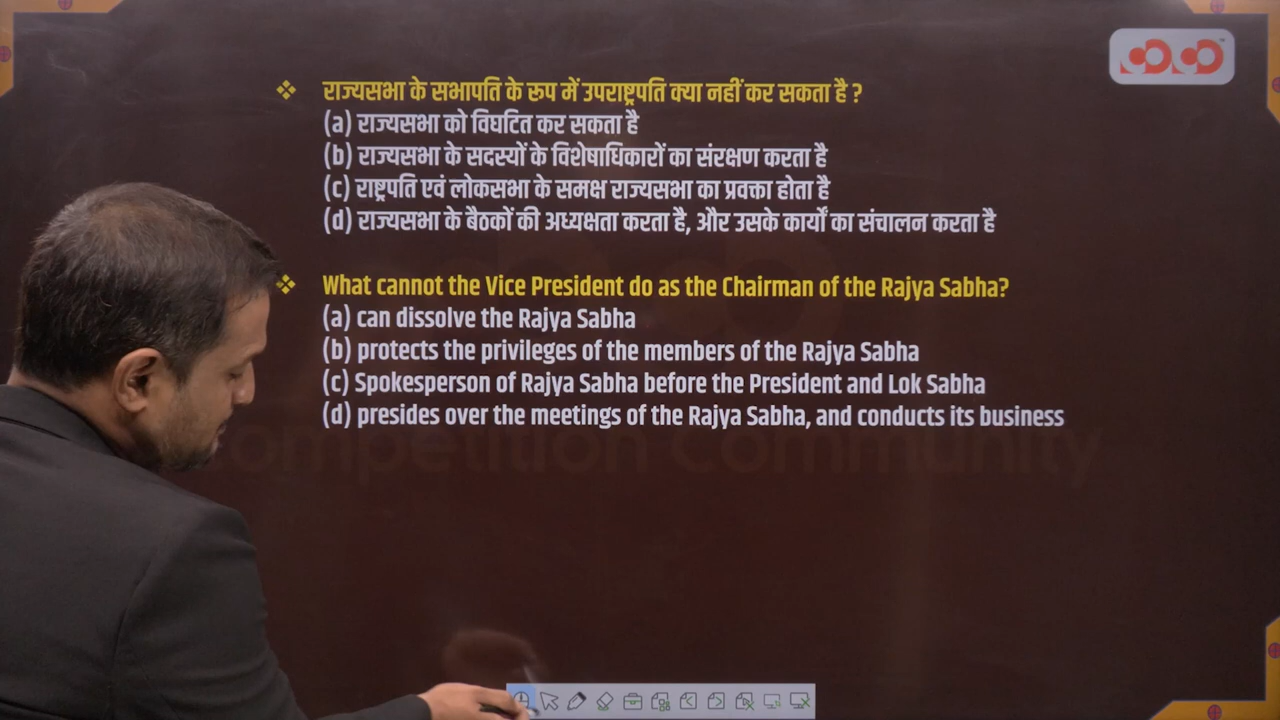 ❖ राज्यसभा के सभापति के रूप में उपराष्ट्रपति क्या नहीं कर सकता है ?
(a) राज्यसभा को विघटित कर सकता है
(b) राज्यसभा के सदस्यों के विशेषाधिकारों का संरक्षण करता है
(c) राष्ट्रपति एवं लोकसभा के समक्ष राज्यसभा का प्रवक्ता होता है
(d) राज्यसभा के बैठकों की अध्यक्षता करता है, और उसके कार्यों का संचालन करता है
❖ What cannot the Vice President do as the Chairman of the Rajya Sabha?
(a) can dissolve the Rajya Sabha
(b) protects the privileges of the members of the Rajya Sabha
(c) Spokesperson of Rajya Sabha before the President and Lok Sabha
(d) presides over the meetings of the Rajya Sabha, and conducts its business
ompetition Community